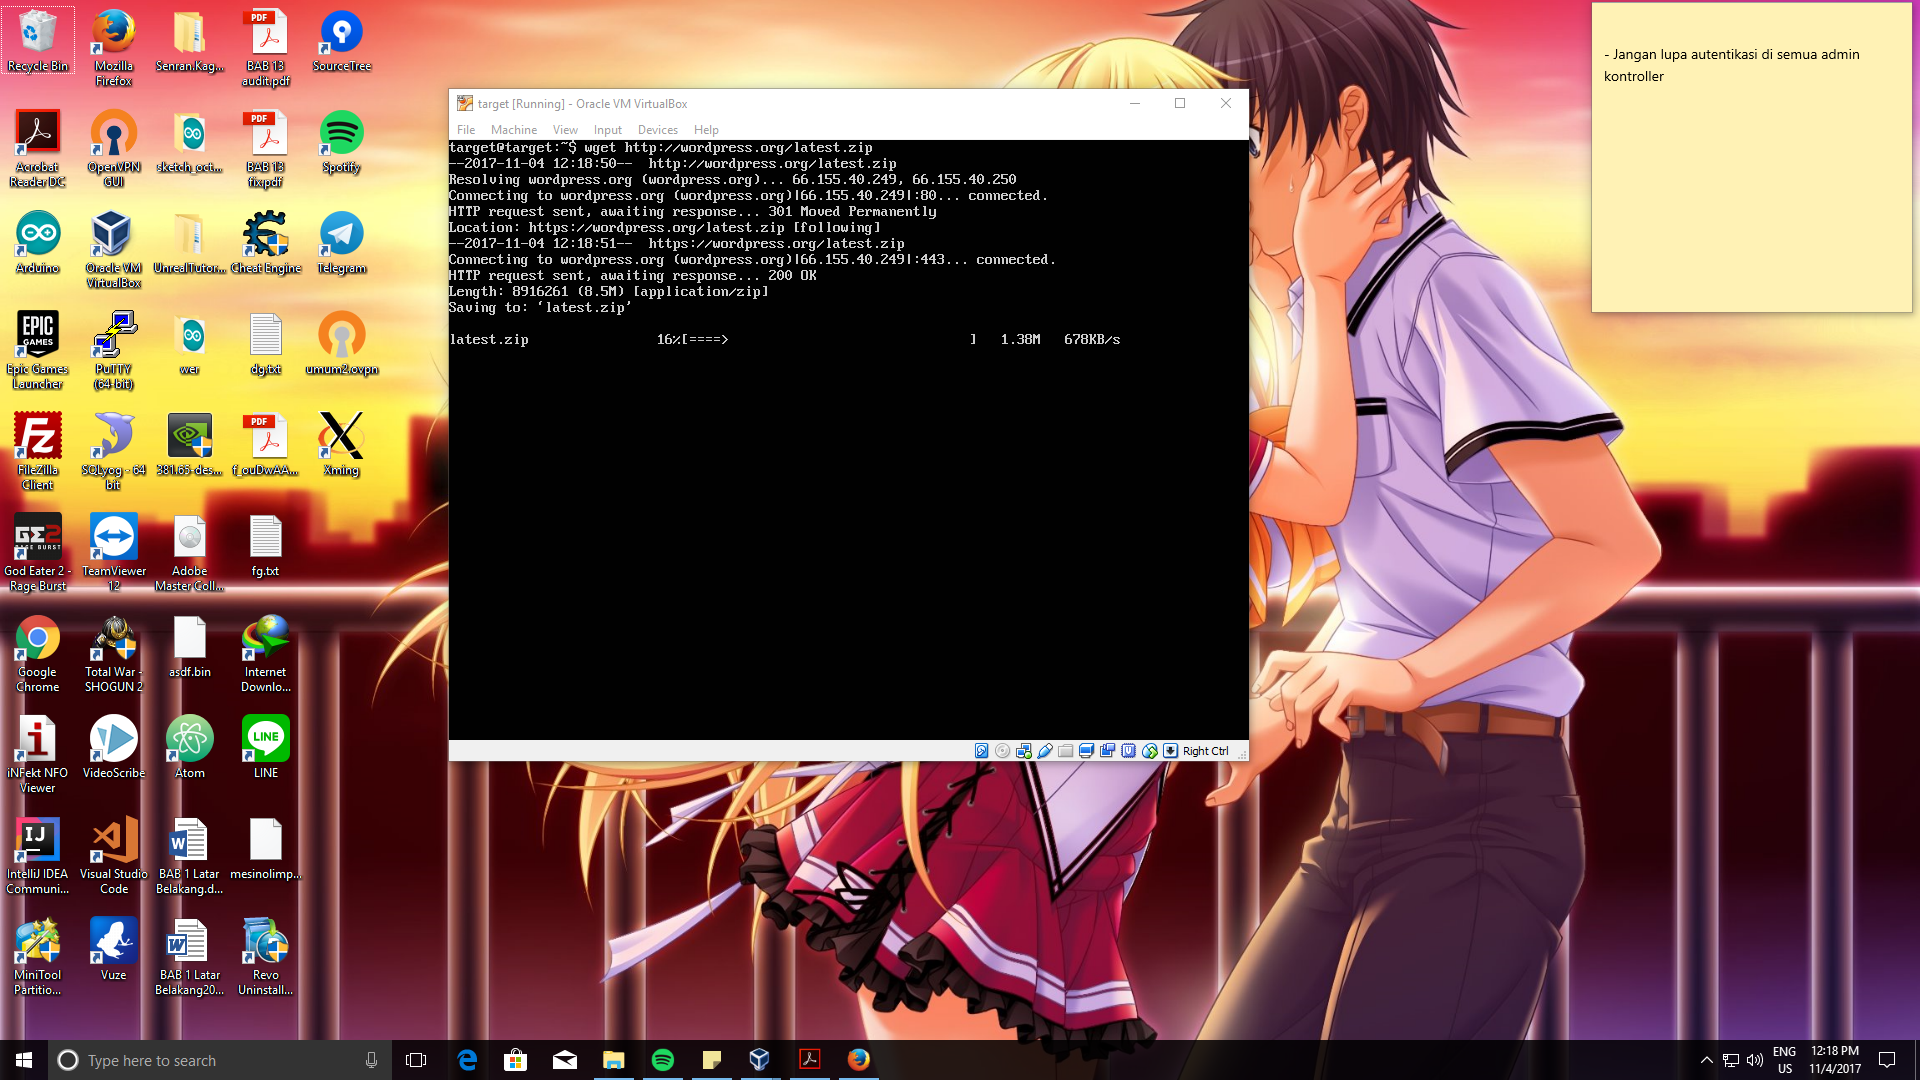 Recycle Bin
Mozilla
Firefox
Senran.Kag...
PDF
BAB 13
audit.pdf
SourceTree
Acrobat
Reader DC
OpenVPN
GUI
sketch_oct...
PDF
BAB 13
fix.pdf
Spotify
Arduino
Oracle VM
VirtualBox
UnrealTutor...
Cheat Engine
Telegram
EPIC
GAMES
Epic Games
Launcher
PuTTY
(64-bit)
wer
dg.txt
umum2.ovpn
Fz
FileZilla
Client
SQLyog - 64
bit
381.65-des...
PDF
f_ouDwAA...
Xming
GE2
RAGE BURST
God Eater 2 -
Rage Burst
TeamViewer
12
Adobe
Master Coll...
fg.txt
Google
Chrome
Total War -
SHOGUN 2
asdf.bin
Internet
Downlo...
iNFekt NFO
Viewer
VideoScribe
Atom
LINE
LINE
IJ
IntelliJ IDEA
Communi...
Visual Studio
Code
W
BAB 1 Latar
Belakang.d...
mesinolimp...
MiniTool
Partitio...
Vuze
W
BAB 1 Latar
Belakang20...
Revo
Uninstall...
target [Running] - Oracle VM VirtualBox
File Machine View Input Devices Help
target@target:~$ wget http://wordpress.org/latest.zip
--2017-11-04 12:18:50--  http://wordpress.org/latest.zip
Resolving wordpress.org (wordpress.org)... 66.155.40.249, 66.155.40.250
Connecting to wordpress.org (wordpress.org)|66.155.40.249|:80... connected.
HTTP request sent, awaiting response... 301 Moved Permanently
Location: https://wordpress.org/latest.zip [following]
--2017-11-04 12:18:51--  https://wordpress.org/latest.zip
Connecting to wordpress.org (wordpress.org)|66.155.40.249|:443... connected.
HTTP request sent, awaiting response... 200 OK
Length: 8916261 (8.5M) [application/zip]
Saving to: ‘latest.zip’
latest.zip 16%[====> ] 1.38M 678KB/s
Right Ctrl
- Jangan lupa autentikasi di semua admin
kontroller
Type here to search
ENG
US
12:18 PM
11/4/2017